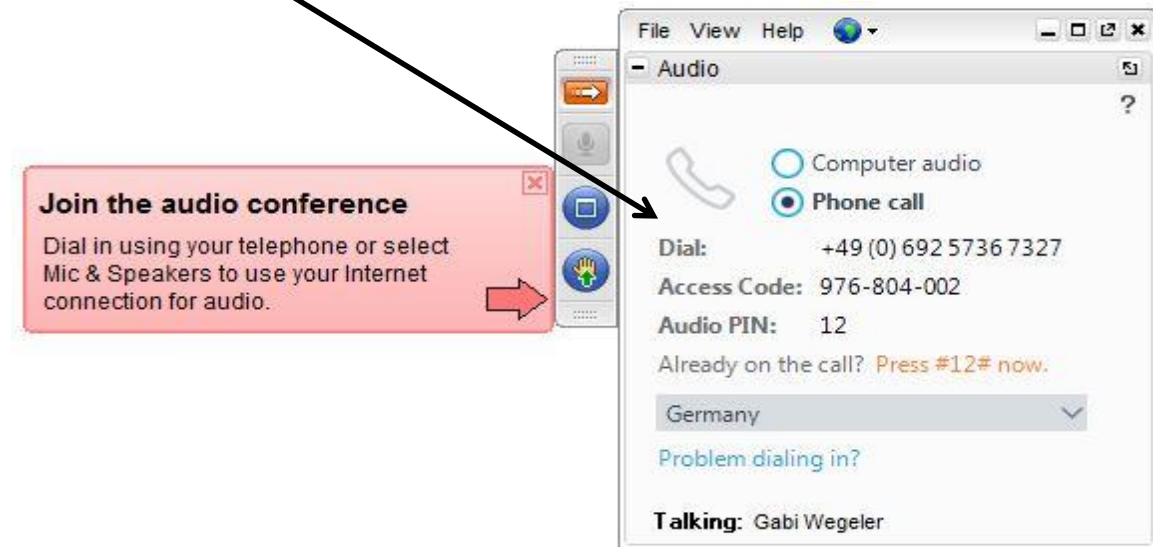 File View Help
Audio
?
Computer audio
Phone call
Join the audio conference
Dial in using your telephone or select
Mic & Speakers to use your Internet
connection for audio.
Dial: +49 (0) 692 5736 7327
Access Code: 976-804-002
Audio PIN: 12
Already on the call? Press #12# now.
Germany
Problem dialing in?
Talking: Gabi Wegeler